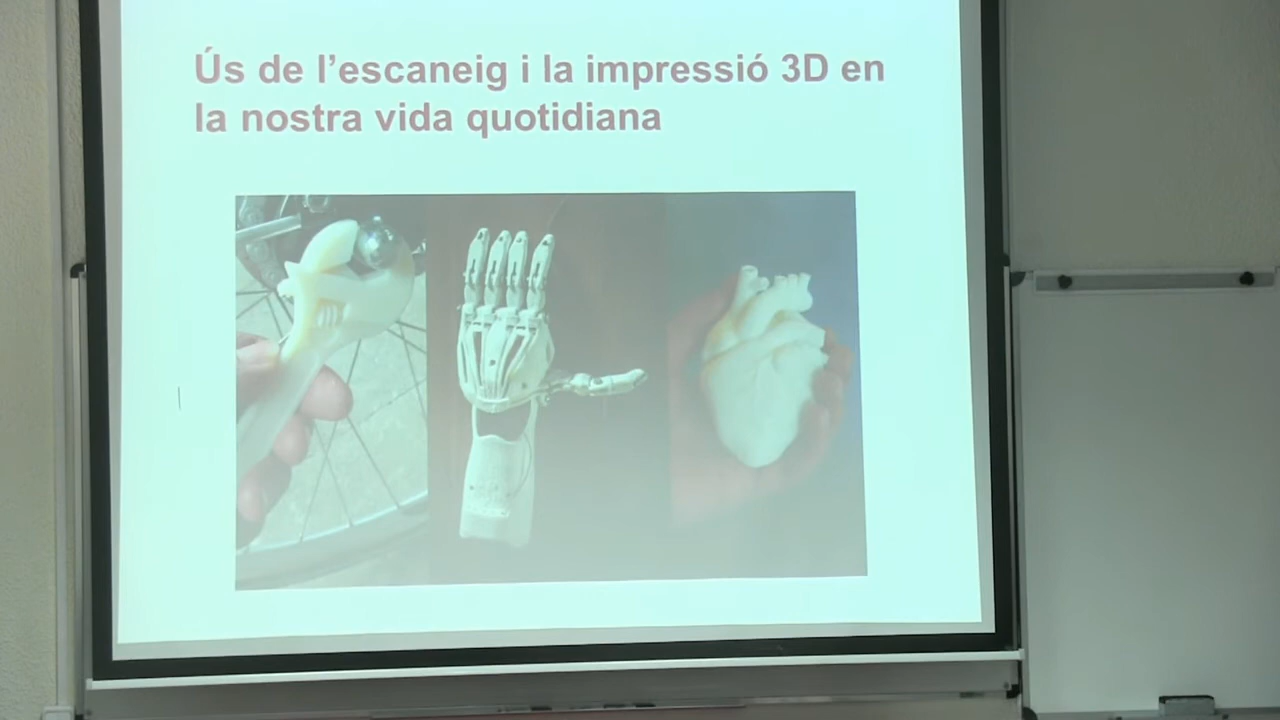 Ús de l’escaneig i la impressió 3D en
la nostra vida quotidiana